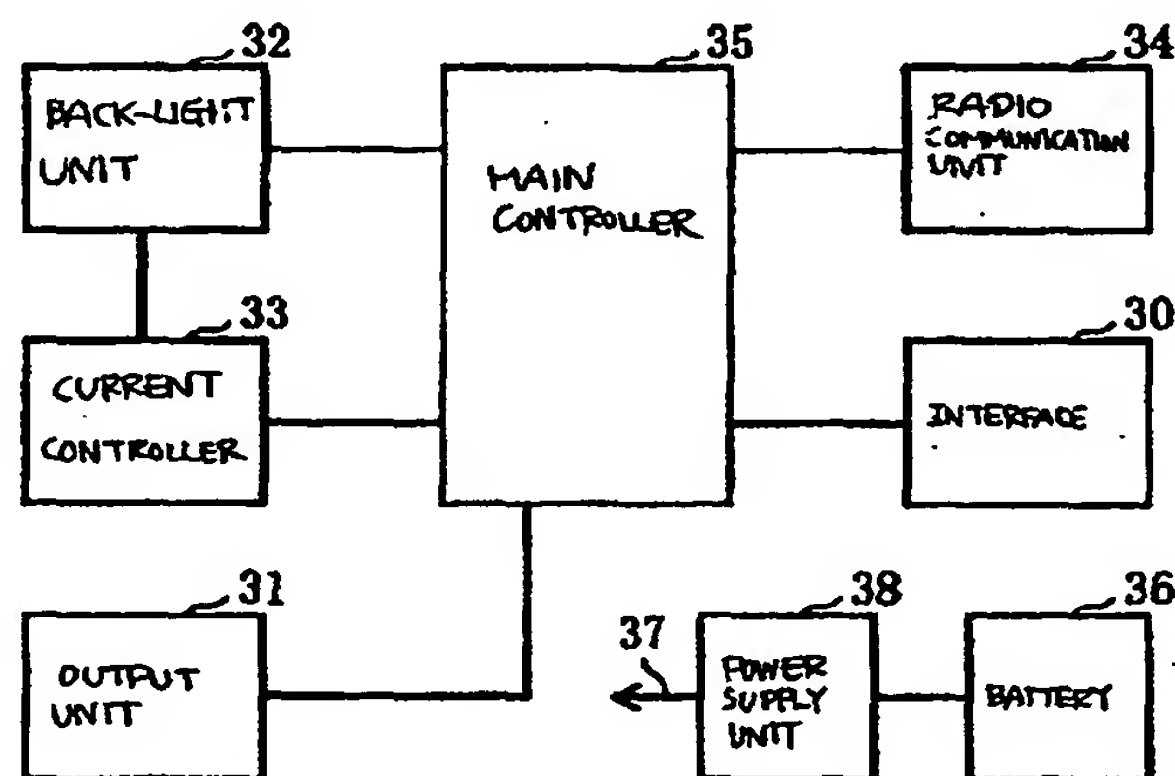 32
BACK-LIGHT
UNIT
35
MAIN
CONTROLLER
34
RADIO
COMMUNICATION
UNIT
33
CURRENT
CONTROLLER
30
INTERFACE
31
OUTPUT
UNIT
37
38
POWER
SUPPLY
UNIT
36
BATTERY